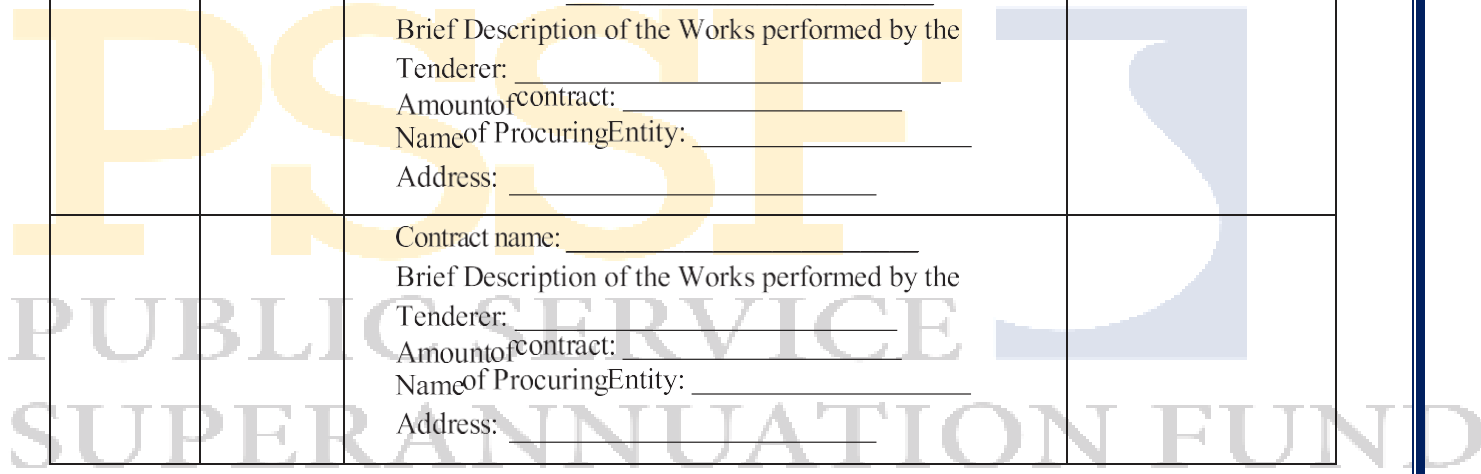 Brief Description of the Works performed by the
Tenderer:
Amountofcontract:
Nameof ProcuringEntity:
Address:
Contract name:
Brief Description of the Works performed by the
Tenderer:
Amountofcontract:
Nameof ProcuringEntity:
Address:
PSSF
PUBLIC SERVICE
SUPERANNUATION FUND